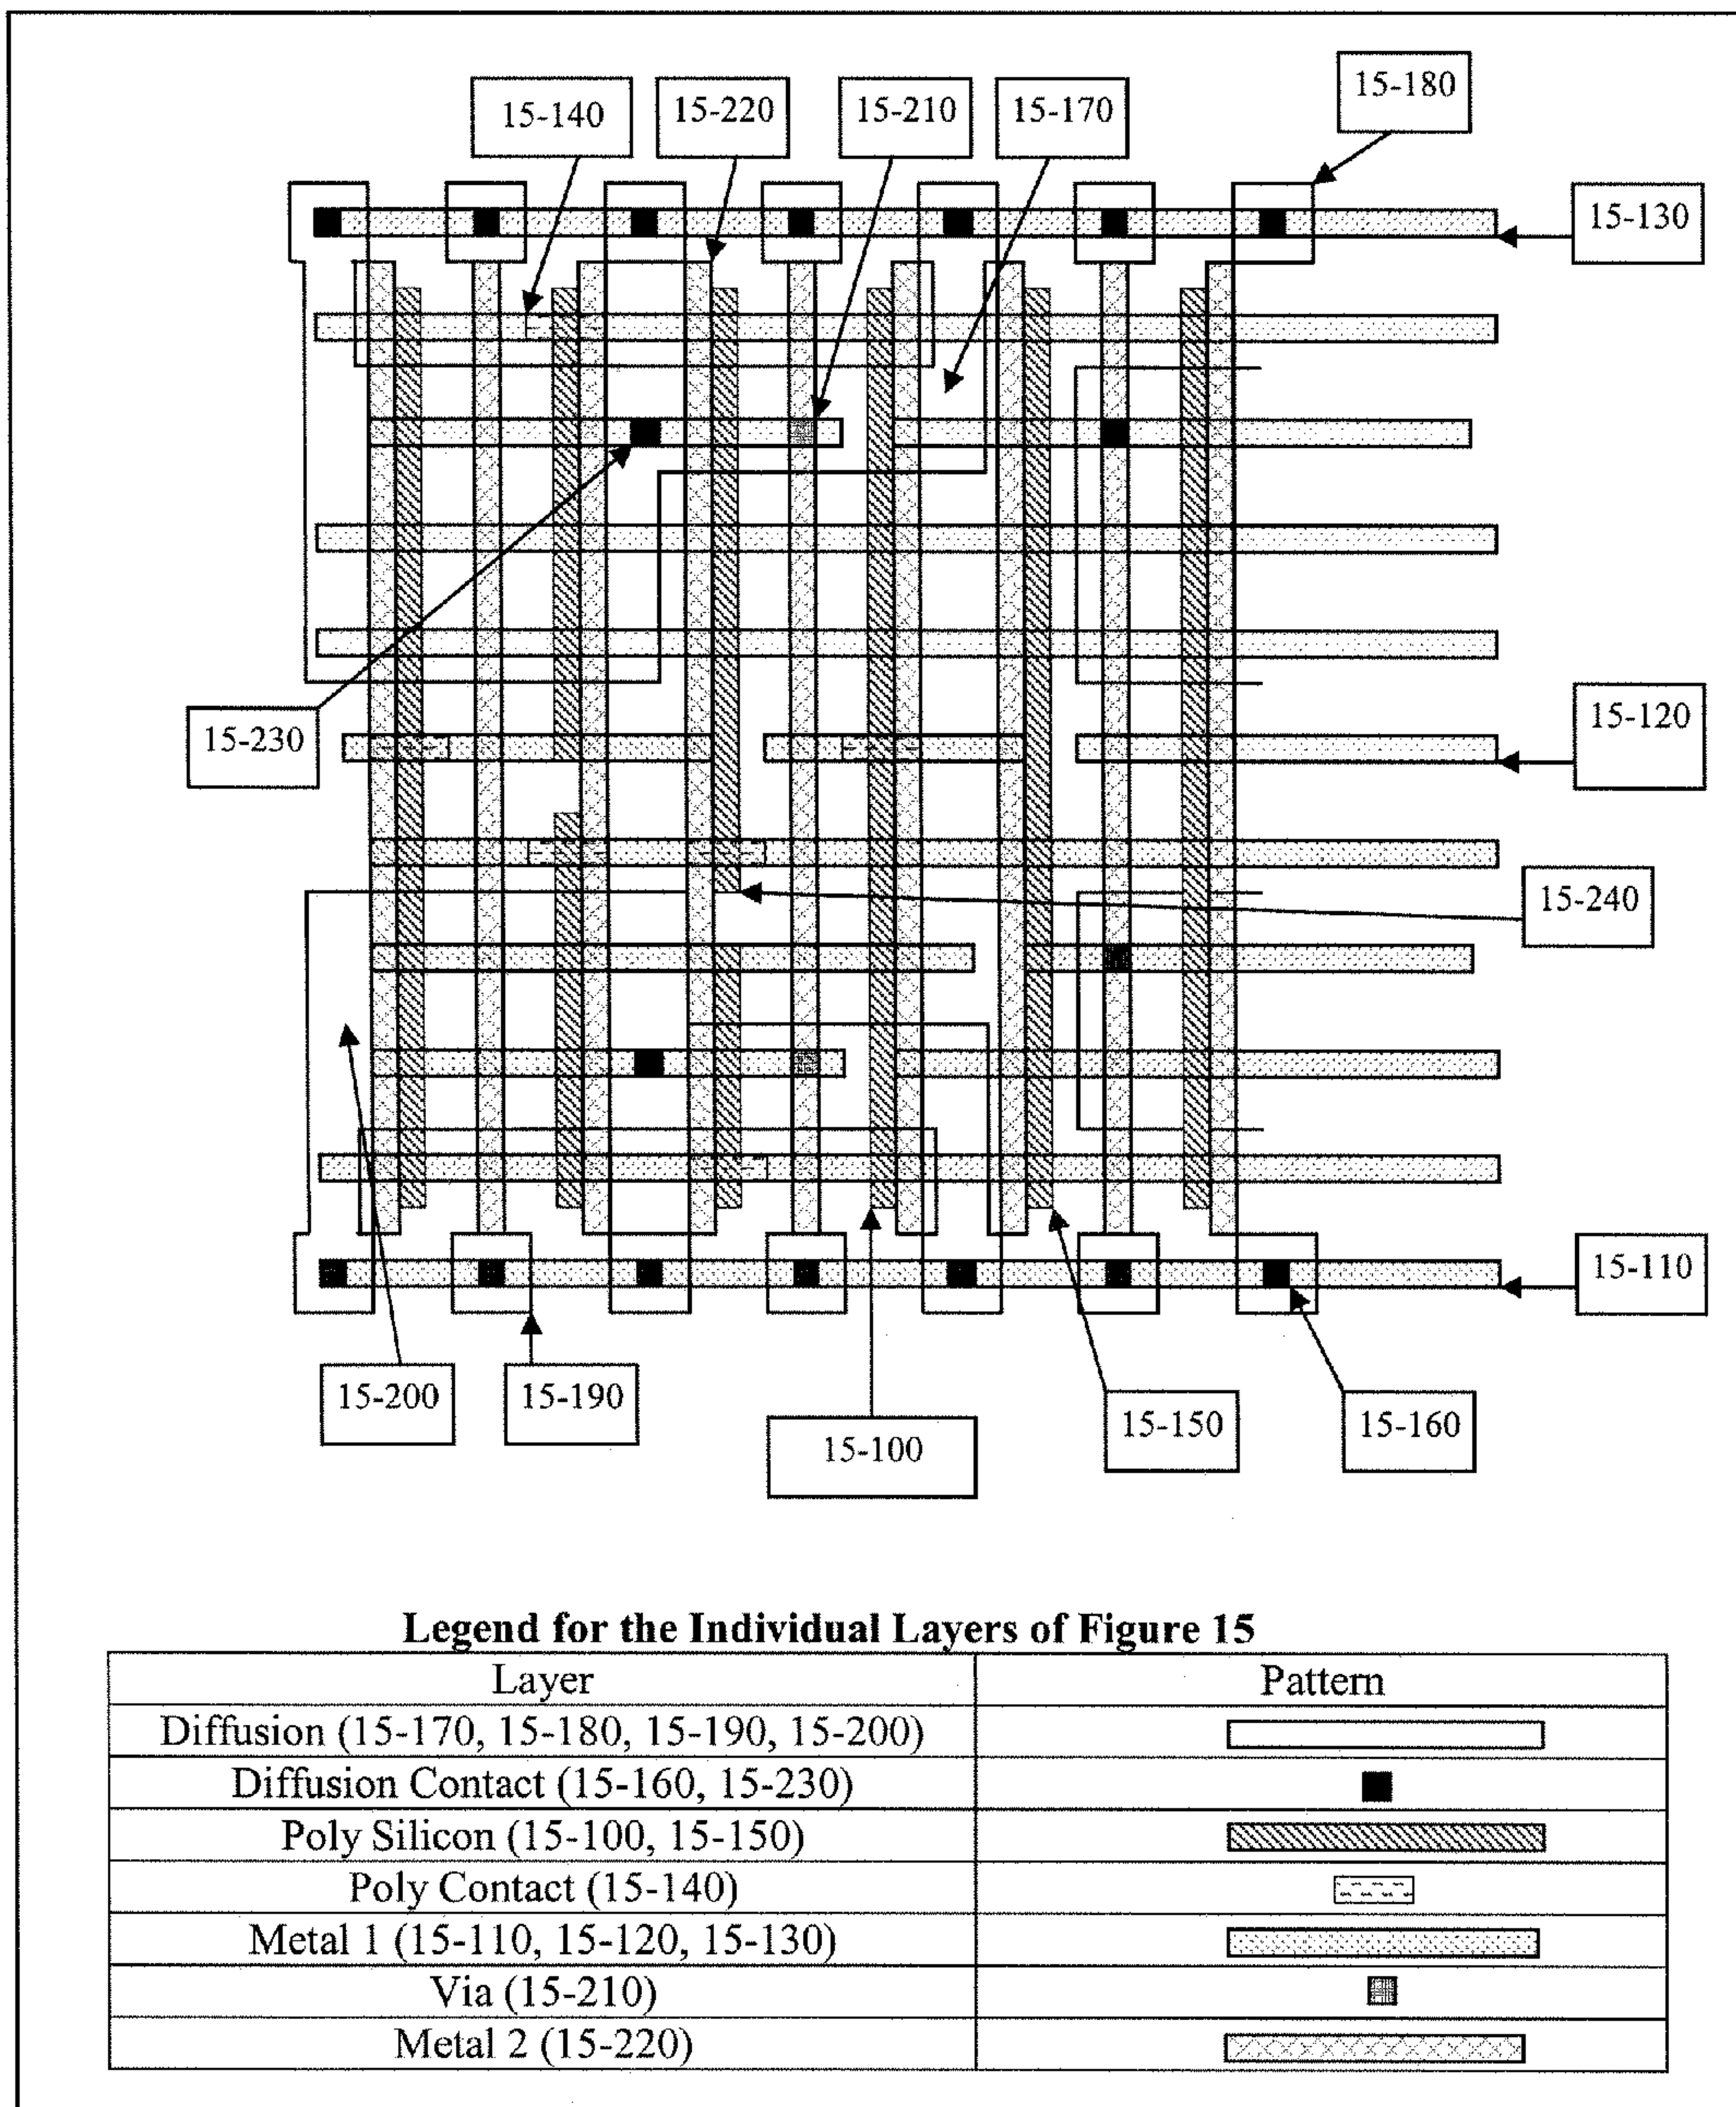 15-180
15-140
15-220
15-210
15-170
15-130
15-230
15-120
15-240
15-110
15-200
15-190
15-100
15-150
15-160
Legend for the Individual Layers of Figure 15
Layer Pattern
Diffusion (15-170, 15-180, 15-190, 15-200)
Diffusion Contact (15-160, 15-230)
Poly Silicon (15-100, 15-150)
Poly Contact (15-140)
Metal 1 (15-110, 15-120, 15-130)
Via (15-210)
Metal 2 (15-220)